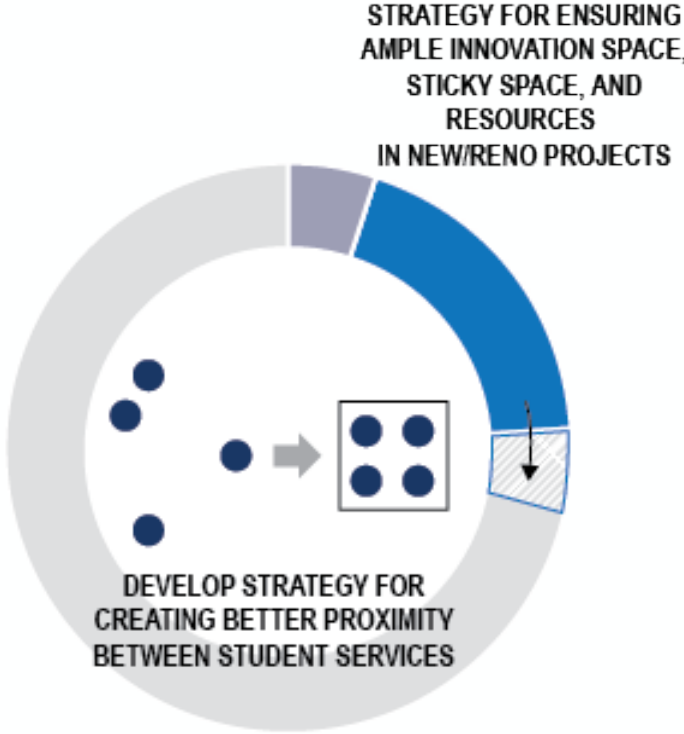 STRATEGY FOR ENSURING
AMPLE INNOVATION SPACE,
STICKY SPACE, AND
RESOURCES
IN NEW/RENO PROJECTS
DEVELOP STRATEGY FOR
CREATING BETTER PROXIMITY
BETWEEN STUDENT SERVICES